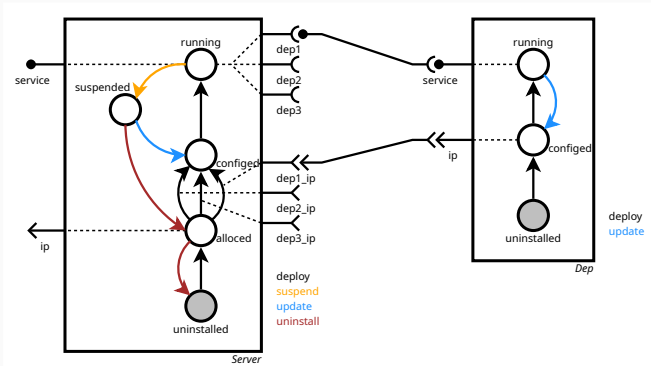 running
dep1
running
service
suspended
dep2
service
dep3
configed
configed
ip
dep1_ip
dep2_ip
deploy
alloced
dep3_ip
uninstalled
update
ip
Dep
deploy
suspend
update
uninstall
uninstalled
Server